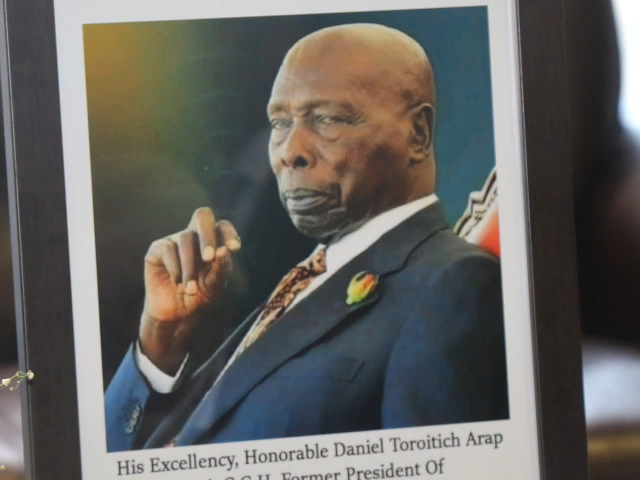 His Excellency, Honorable Daniel Toroitich Arap
C.G.H. Former President Of